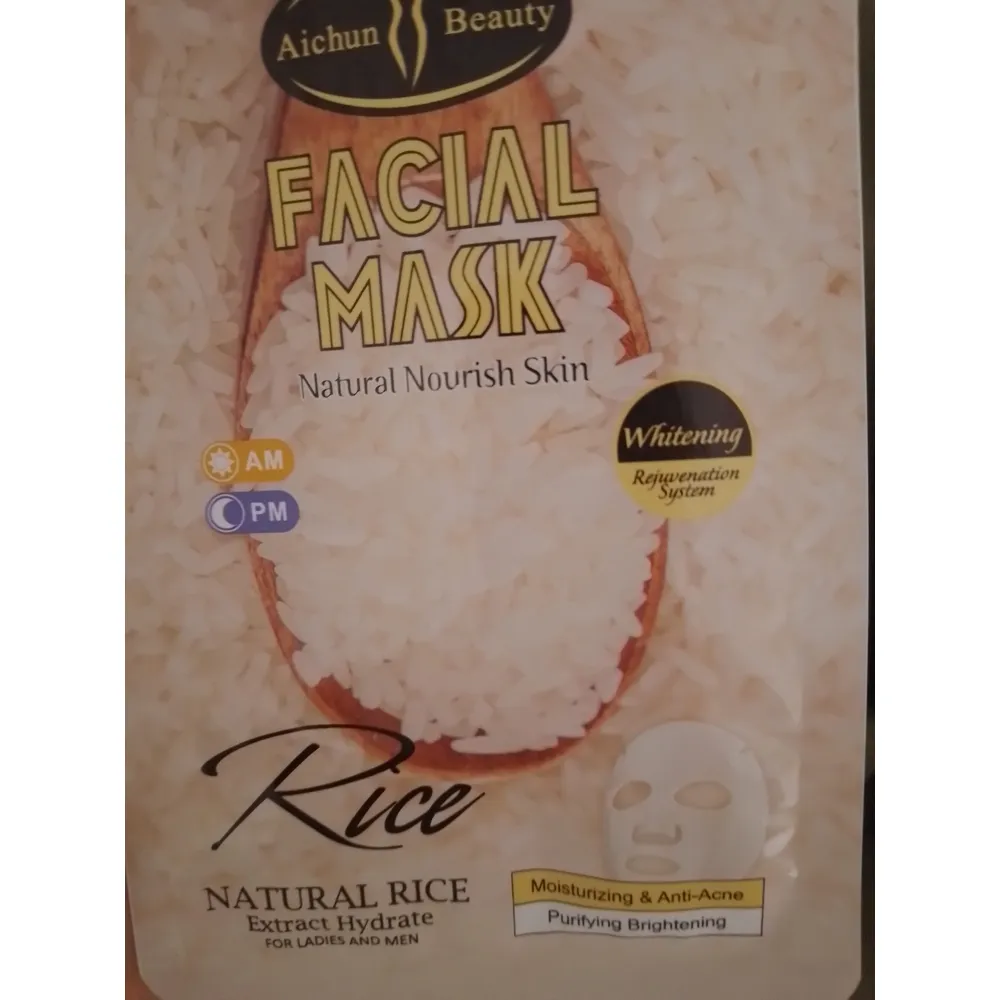 Aichun Beauty
FACIAL
MASK
Natural Nourish Skin
Whitening
Rejuvenation
System
AM
PM
Rice
NATURAL RICE
Extract Hydrate
FOR LADIES AND MEN
Moisturizing & Anti-Acne
Purifying Brightening